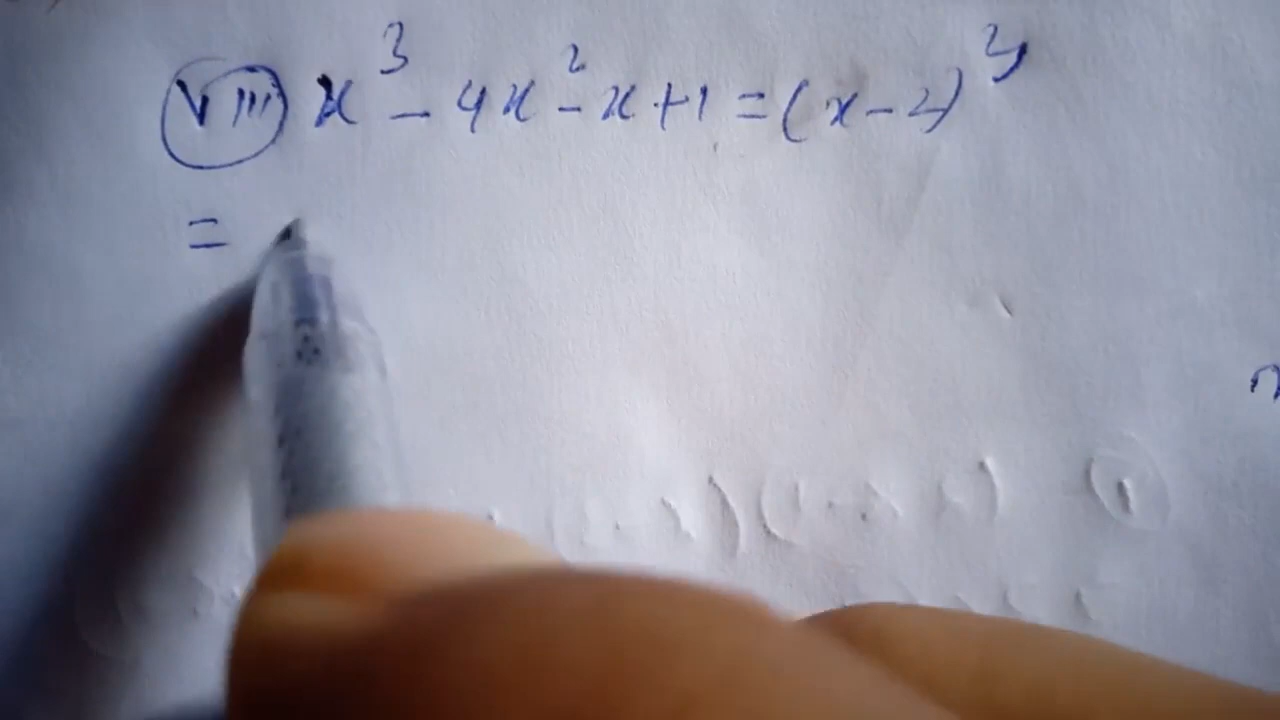 (viii) x³ - 4x² - x + 1 = (x - 2)³
=